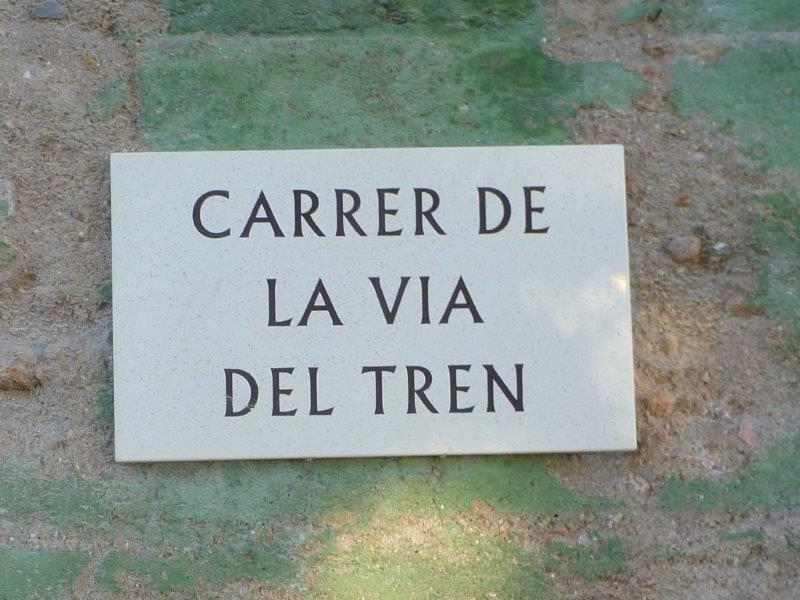 CARRER DE
LA VIA
DEL TREN